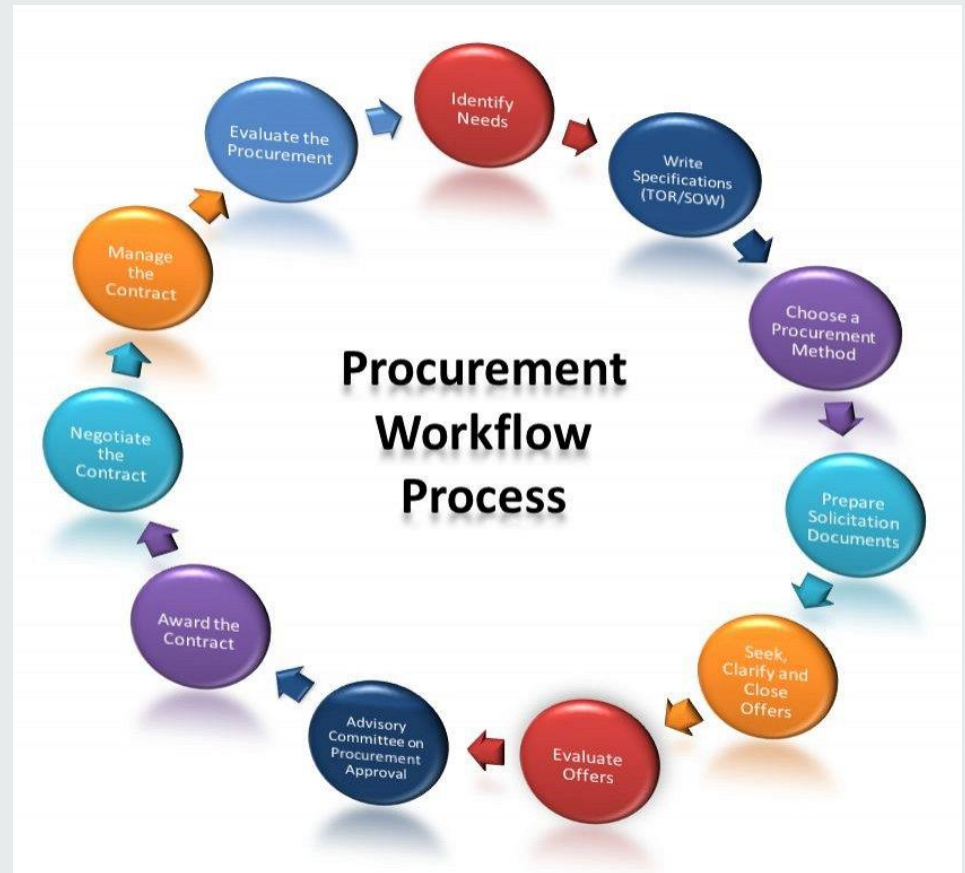 Identify
Needs
Write
Specifications
(TOR/SOW)
Choose a
Procurement
Method
Prepare
Solicitation
Documents
Seek,
Clarify and
Close
Offers
Evaluate
Offers
Advisory
Committee on
Procurement
Approval
Award the
Contract
Negotiate
the
Contract
Manage
the
Contract
Evaluate the
Procurement
Procurement
Workflow
Process